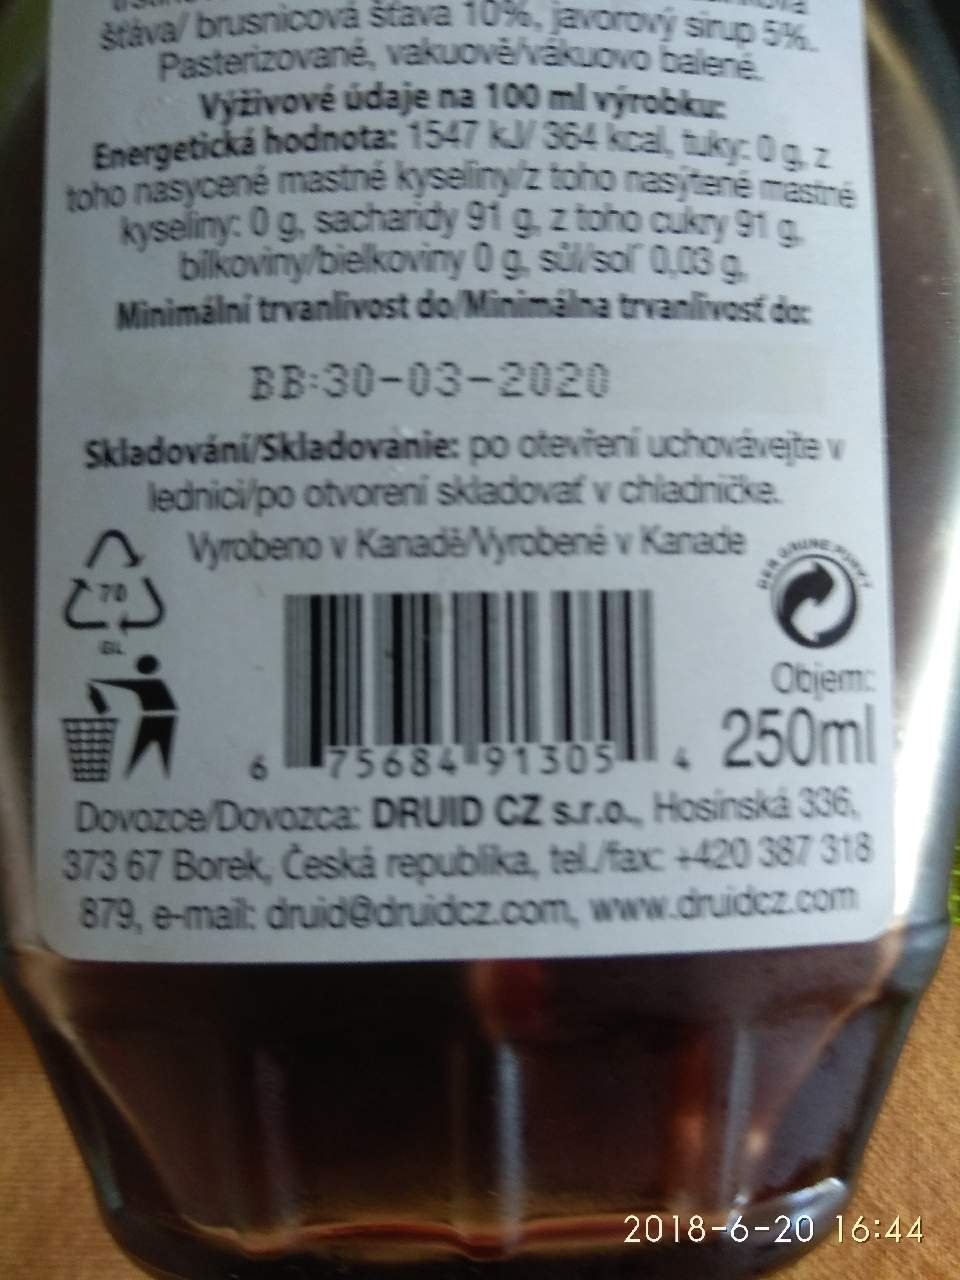 šťáva/ brusnicová šťava 10%, javorový sirup 5%.
Pasterizované, vakuově/vákuovo balené.
Výživové údaje na 100 ml výrobku:
Energetická hodnota: 1547 kJ/ 364 kcal, tuky: 0 g, z
toho nasycené mastné kyseliny/z toho nasýtené mastné
kyseliny: 0 g, sacharidy 91 g, z toho cukry 91 g,
bílkoviny/bielkoviny 0 g, sůl/soľ 0,03 g,
Minimální trvanlivost do/Minimálna trvanlivosť do:
BB:30-03-2020
Skladování/Skladovanie: po otevření uchovávejte v
lednici/po otvorení skladovať v chladničke.
Vyrobeno v Kanadě/Vyrobené v Kanade
DER GRÜNE PUNKT
70
GL
Objem:
250ml
6 75684 91305 4
Dovozce/Dovozca: DRUID CZ s.r.o., Hosínská 336,
373 67 Borek, Česká republika, tel./fax: +420 387 318
879, e-mail: druid@druidcz.com, www.druidcz.com
2018-6-20 16:44